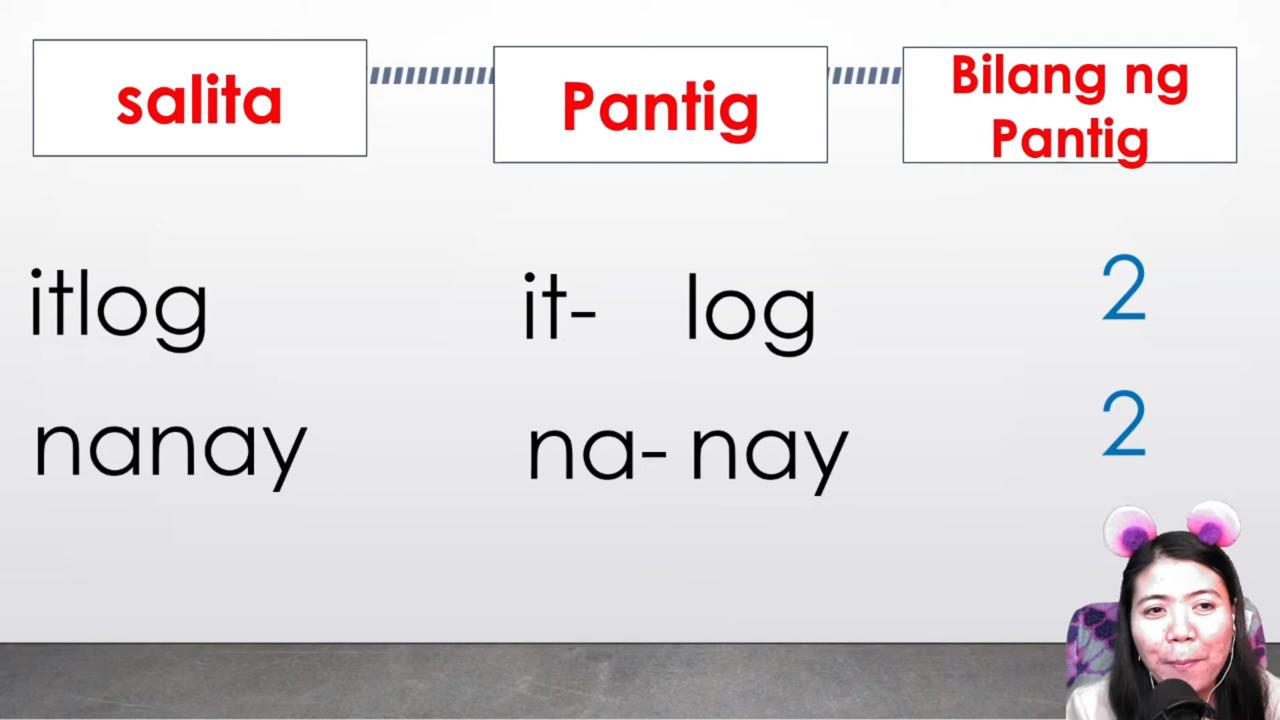 salita
Pantig
Bilang ng
Pantig
itlog it- log 2
nanay na- nay 2